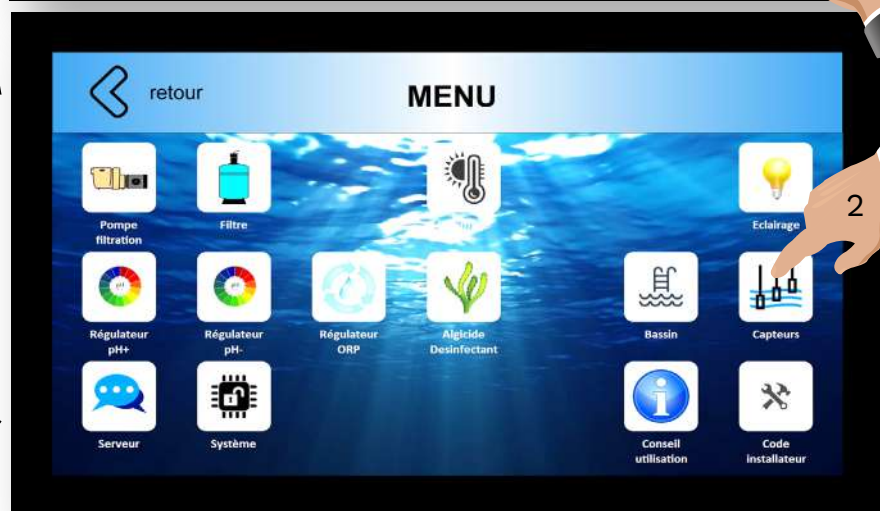 retour
MENU
Pompe
filtration
Filtre
Eclairage
2
Régulateur
pH+
Régulateur
pH-
Régulateur
ORP
Algicide
Desinfectant
Bassin
Capteurs
Serveur
Système
Conseil
utilisation
Code
installateur